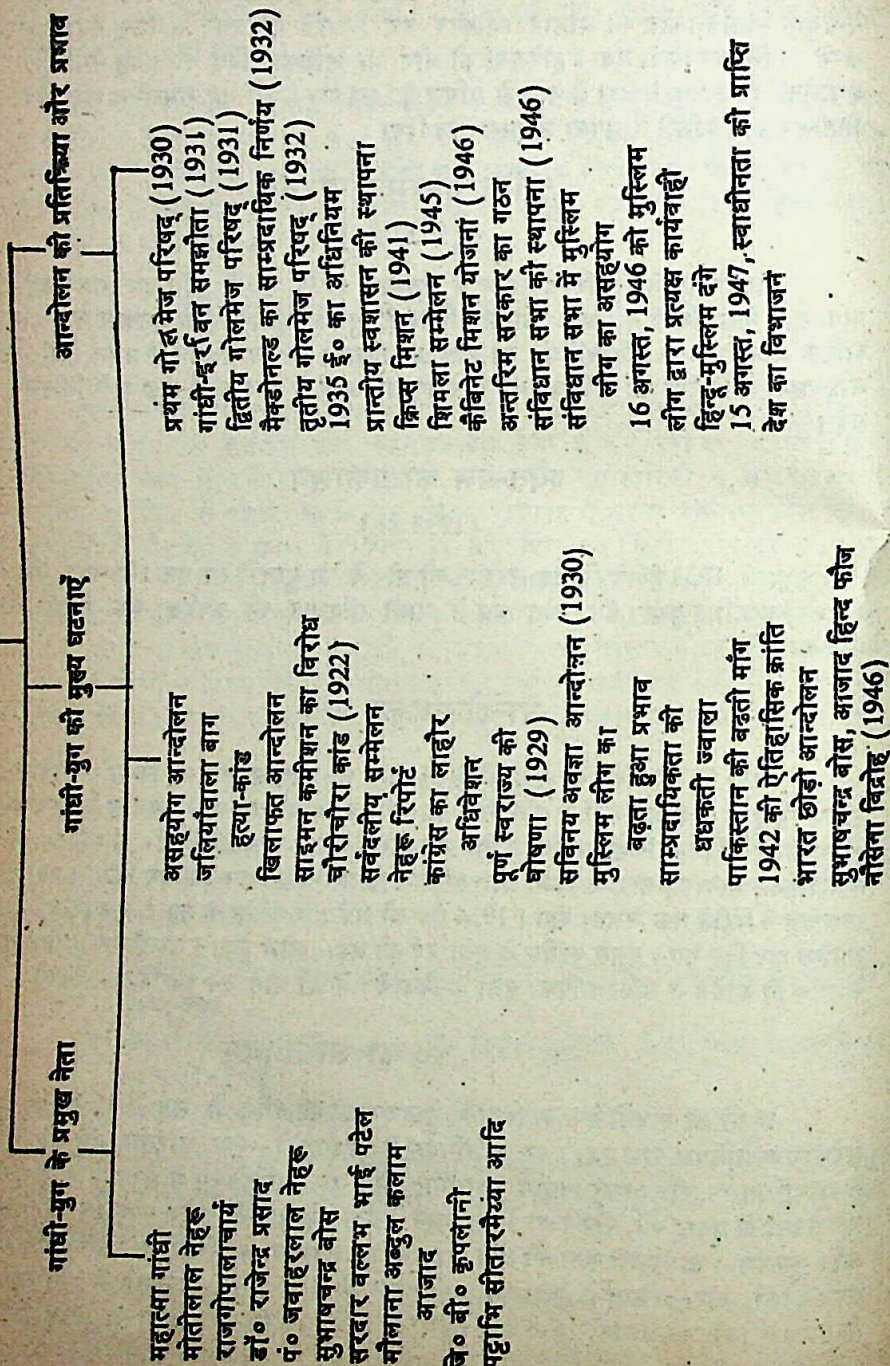 गांधी-युग के प्रमुख नेता
महात्मा गांधी
मोतीलाल नेहरू
राजगोपालाचार्य
डॉ० राजेन्द्र प्रसाद
पं० जवाहरलाल नेहरू
सुभाषचन्द्र बोस
सरदार वल्लभ भाई पटेल
मौलाना अब्दुल कलाम
आजाद
जे० बी० कृपलानी
पट्टाभि सीतारमैय्या आदि
गांधी-युग की मुख्य घटनाएँ
असहयोग आन्दोलन
जलियाँवाला बाग
हत्या-कांड
खिलाफत आन्दोलन
साइमन कमीशन का विरोध
चौरीचौरा कांड (1922)
सर्वदलीय सम्मेलन
नेहरू रिपोर्ट
कांग्रेस का लाहौर
अधिवेशन
पूर्ण स्वराज्य की
घोषणा (1929)
सविनय अवज्ञा आन्दोलन (1930)
मुस्लिम लीग का
बढ़ता हुआ प्रभाव
साम्प्रदायिकता की
धधकती ज्वाला
पाकिस्तान की बढती मांग
1942 की ऐतिहासिक क्रांति
भारत छोड़ो आन्दोलन
सुभाषचन्द्र बोस, आजाद हिन्द फौज
नौसेना विद्रोह (1946)
आन्दोलन की प्रतिक्रिया और प्रभाव
प्रथम गोलमेज परिषद् (1930)
गांधी-इरविन समझौता (1931)
द्वितीय गोलमेज परिषद् (1931)
मैक्डोनल्ड का साम्प्रदायिक निर्णय (1932)
तृतीय गोलमेज परिषद् (1932)
1935 ई० का अधिनियम
प्रान्तीय स्वशासन की स्थापना
क्रिप्स मिशन (1941)
शिमला सम्मेलन (1945)
कैबिनेट मिशन योजना (1946)
अन्तरिम सरकार का गठन
संविधान सभा की स्थापना (1946)
संविधान सभा में मुस्लिम
लीग का असहयोग
16 अगस्त, 1946 को मुस्लिम
लीग द्वारा प्रत्यक्ष कार्यवाही
हिन्दू-मुस्लिम दंगे
15 अगस्त, 1947, स्वाधीनता की प्राप्ति
देश का विभाजन